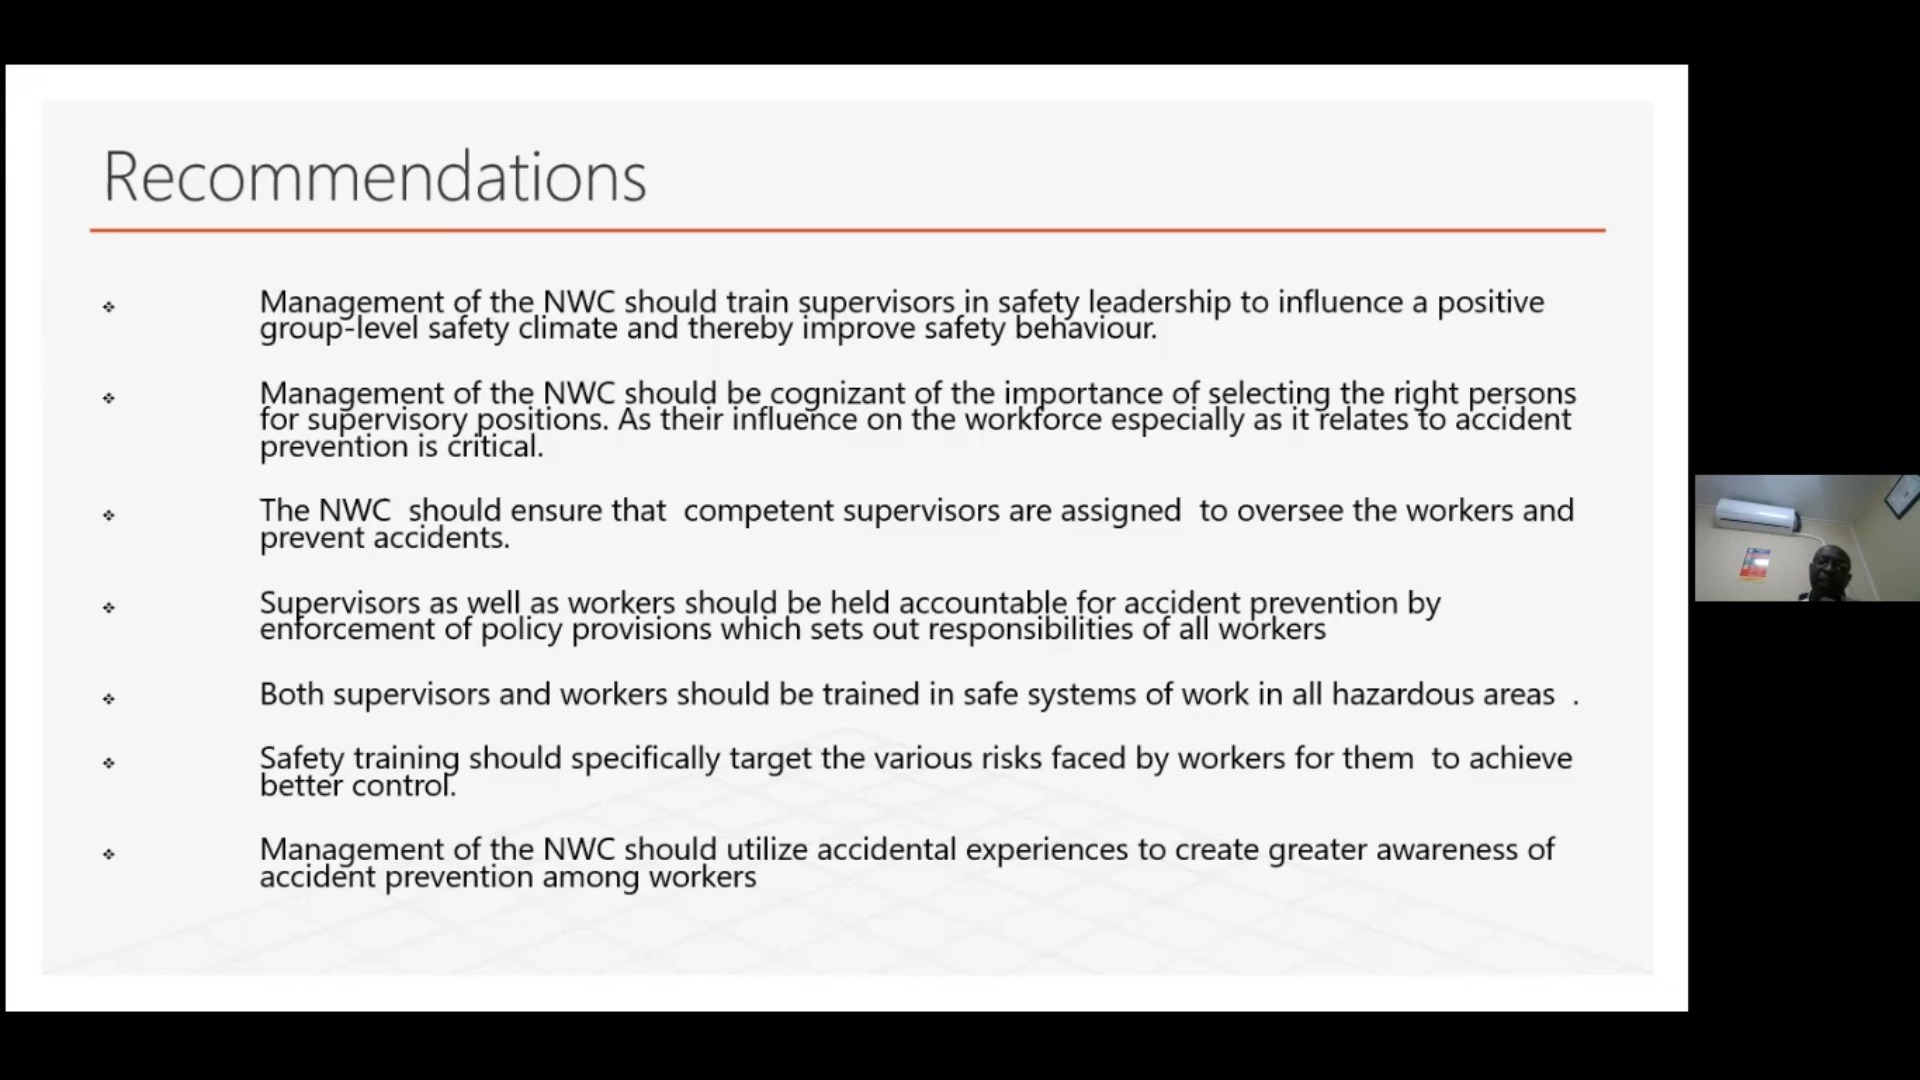 Recommendations
Management of the NWC should train supervisors in safety leadership to influence a positive
group-level safety climate and thereby improve safety behaviour.
Management of the NWC should be cognizant of the importance of selecting the right persons
for supervisory positions. As their influence on the workforce especially as it relates to accident
prevention is critical.
The NWC  should ensure that  competent supervisors are assigned  to oversee the workers and
prevent accidents.
Supervisors as well as workers should be held accountable for accident prevention by
enforcement of policy provisions which sets out responsibilities of all workers
Both supervisors and workers should be trained in safe systems of work in all hazardous areas  .
Safety training should specifically target the various risks faced by workers for them  to achieve
better control.
Management of the NWC should utilize accidental experiences to create greater awareness of
accident prevention among workers